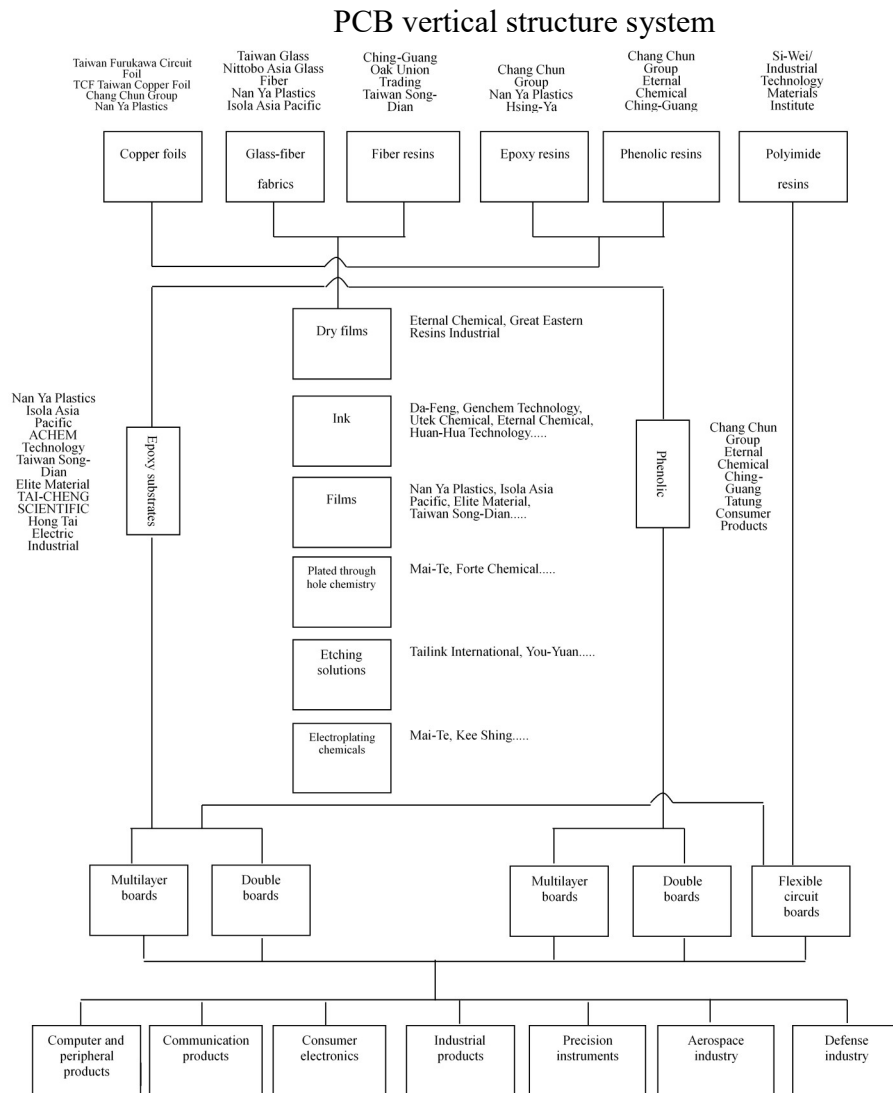 PCB vertical structure system
Taiwan Furukawa Circuit
Foil
TCF Taiwan Copper Foil
Chang Chun Group
Nan Ya Plastics
Taiwan Glass
Nittobo Asia Glass
Fiber
Nan Ya Plastics
Isola Asia Pacific
Ching-Guang
Oak Union
Trading
Taiwan Song-
Dian
Chang Chun
Group
Nan Ya Plastics
Hsing-Ya
Chang Chun
Group
Eternal
Chemical
Ching-Guang
Si-Wei/
Industrial
Technology
Materials
Institute
Copper foils
Glass-fiber
fabrics
Fiber resins
Epoxy resins
Phenolic resins
Polyimide
resins
Dry films
Eternal Chemical, Great Eastern
Resins Industrial
Nan Ya Plastics
Isola Asia
Pacific
ACHEM
Technology
Taiwan Song-
Dian
Elite Material
TAI-CHENG
SCIENTIFIC
Hong Tai
Electric
Industrial
Epoxy substrates
Ink
Da-Feng, Genchem Technology,
Utek Chemical, Eternal Chemical,
Huan-Hua Technology.....
Films
Nan Ya Plastics, Isola Asia
Pacific, Elite Material,
Taiwan Song-Dian.....
Phenolic
Chang Chun
Group
Eternal
Chemical
Ching-
Guang
Tatung
Consumer
Products
Plated through
hole chemistry
Mai-Te, Forte Chemical.....
Etching
solutions
Tailink International, You-Yuan.....
Electroplating
chemicals
Mai-Te, Kee Shing.....
Multilayer
boards
Double
boards
Multilayer
boards
Double
boards
Flexible
circuit
boards
Computer and
peripheral
products
Communication
products
Consumer
electronics
Industrial
products
Precision
instruments
Aerospace
industry
Defense
industry